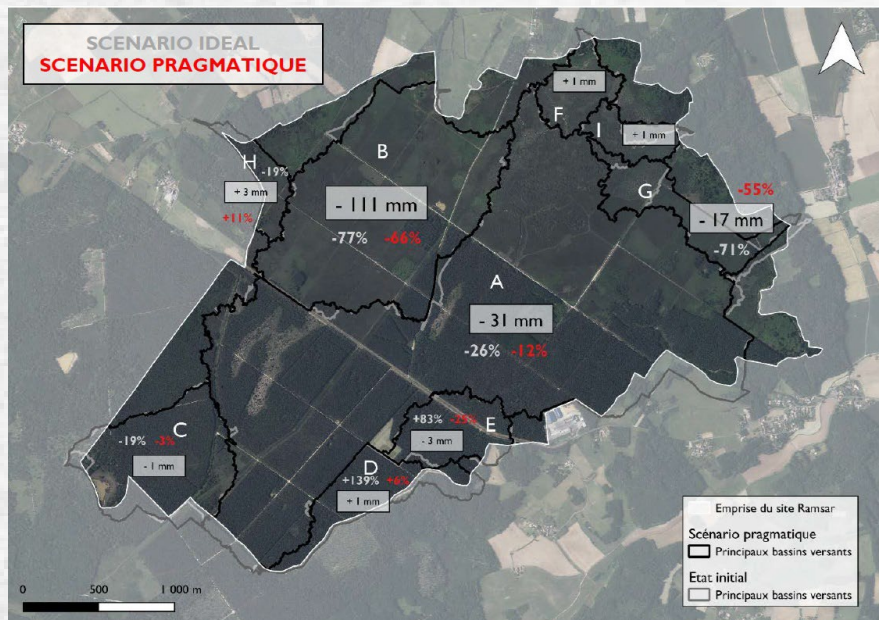 SCENARIO IDEAL
SCENARIO PRAGMATIQUE
+ 1 mm
F
I
+ 1 mm
H
-19%
B
+ 3 mm
+11%
- 111 mm
-77% -66%
G
-55%
- 17 mm
-71%
A
- 31 mm
-26% -12%
C
-19% -3%
- 1 mm
+83% -25%
E
- 3 mm
D
+139% +6%
+ 1 mm
Emprise du site Ramsar
Scénario pragmatique
Principaux bassins versants
Etat initial
Principaux bassins versants
0 500 1 000 m